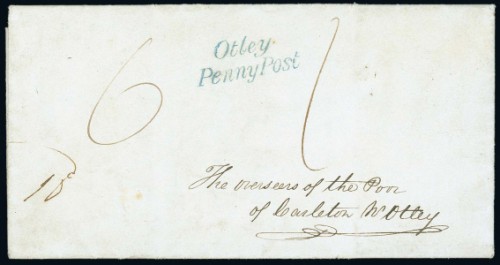 Otley
Penny Post
6 1
The overseers of the Poor
of Carleton Nr Otley